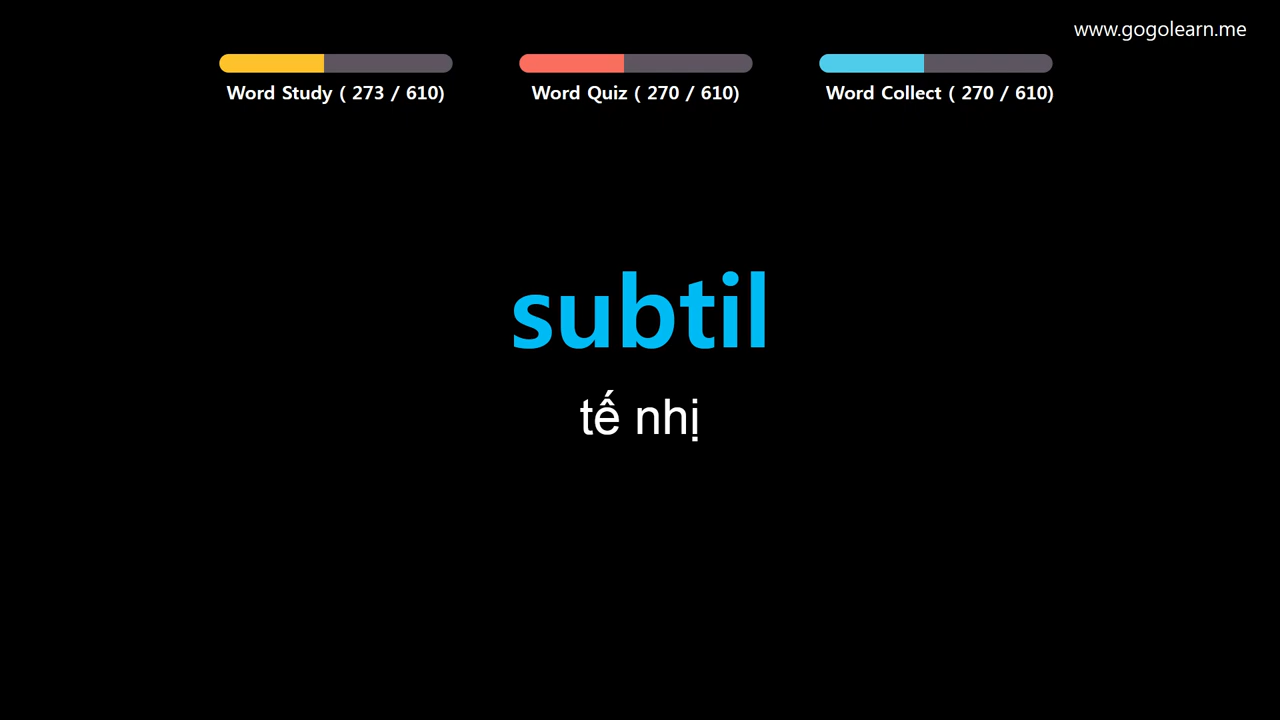 www.gogolearn.me
Word Study ( 273 / 610)
Word Quiz ( 270 / 610)
Word Collect ( 270 / 610)
subtil
tế nhị